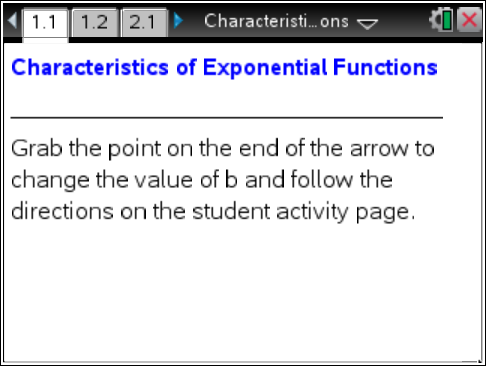 1.1 1.2 2.1 Characteristi...ons
Characteristics of Exponential Functions
Grab the point on the end of the arrow to
change the value of b and follow the
directions on the student activity page.